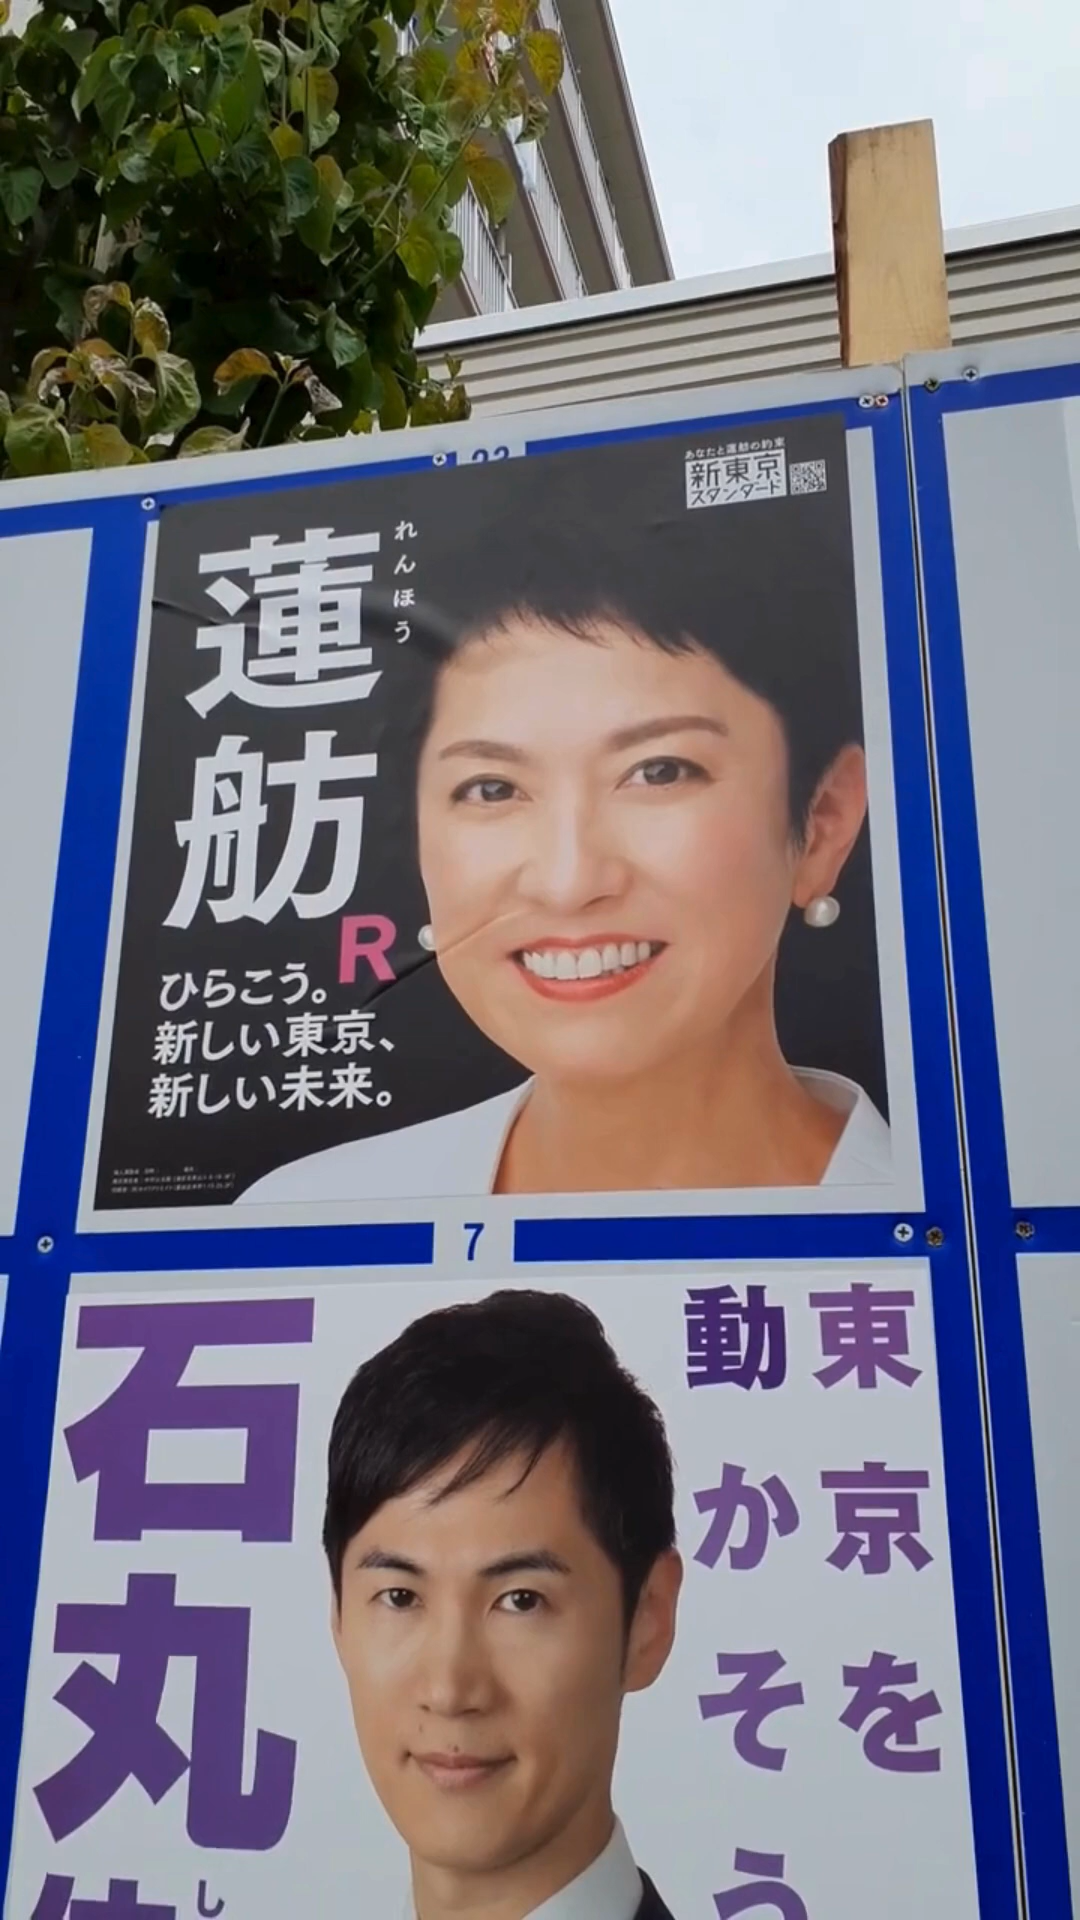 あなたと蓮舫の約束
新東京
スタンダード
蓮舫
れんほう
R
ひらこう。
新しい東京、
新しい未来。
7
石丸
し
東京を
動かそう